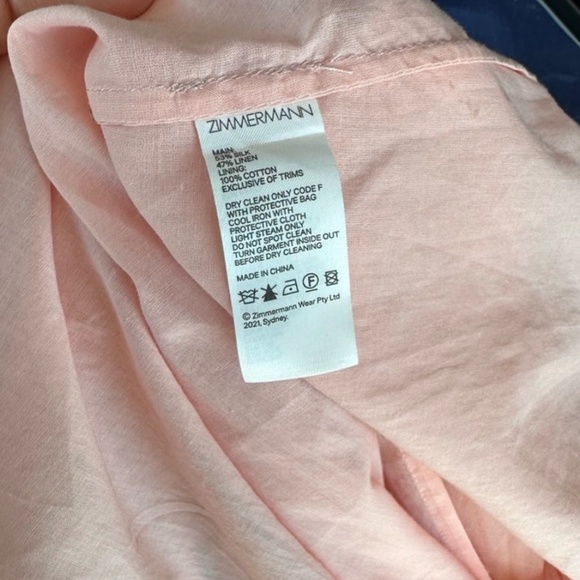 ZIMMERMANN
MAIN:
53% SILK
47% LINEN
LINING:
100% COTTON
EXCLUSIVE OF TRIMS
DRY CLEAN ONLY CODE F
WITH PROTECTIVE BAG
COOL IRON WITH
PROTECTIVE CLOTH
LIGHT STEAM ONLY
DO NOT SPOT CLEAN
TURN GARMENT INSIDE OUT
BEFORE DRY CLEANING
MADE IN CHINA
F
© Zimmermann Wear Pty Ltd
2021, Sydney.